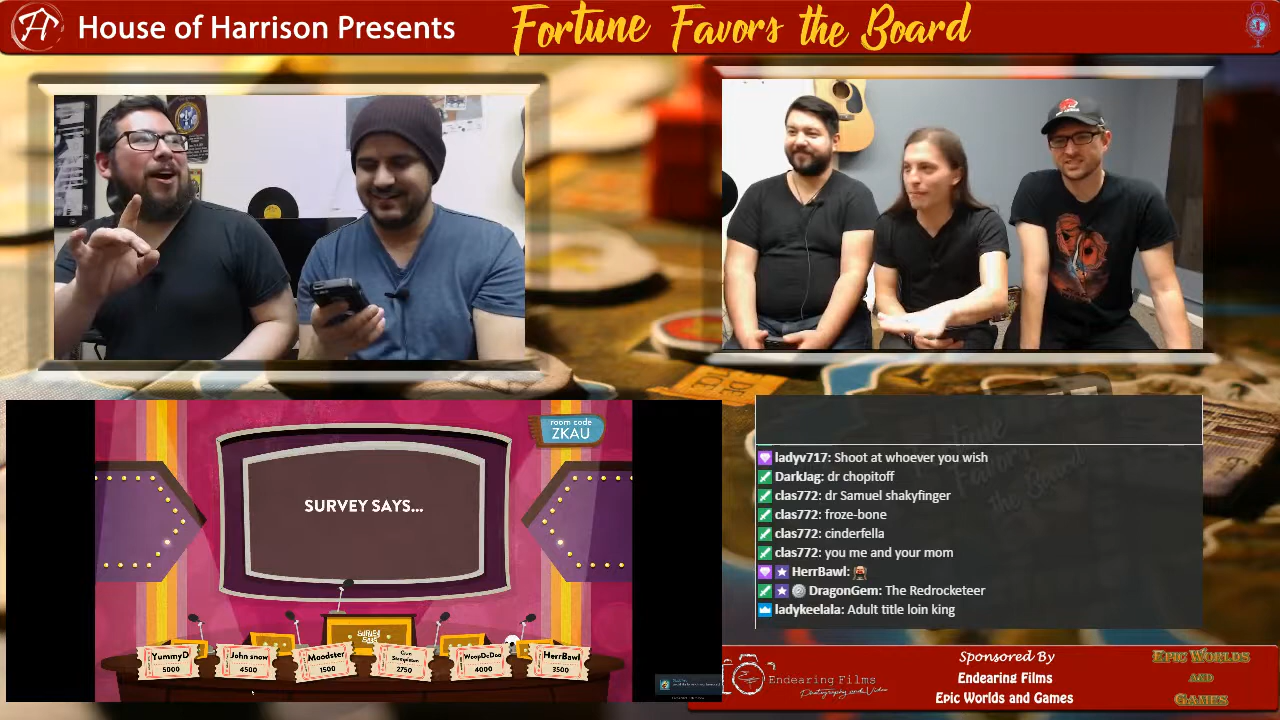 House of Harrison Presents
Fortune Favors the Board
room code
ZKAU
SURVEY SAYS...
YummyD
5000
John snow
4500
Moodster
1500
2750
WoopDeDoo
4000
HerrBawl
3500
ladyv717: Shoot at whoever you wish
DarkJag: dr chopitoff
clas772: dr Samuel shakyfinger
clas772: froze-bone
clas772: cinderfella
clas772: you me and your mom
HerrBawl:
DragonGem: The Redrocketeer
ladykeelala: Adult title loin king
Endearing Films
Photography and Video
Sponsored By
Endearing Films
Epic Worlds and Games
Epic Worlds
and
Games